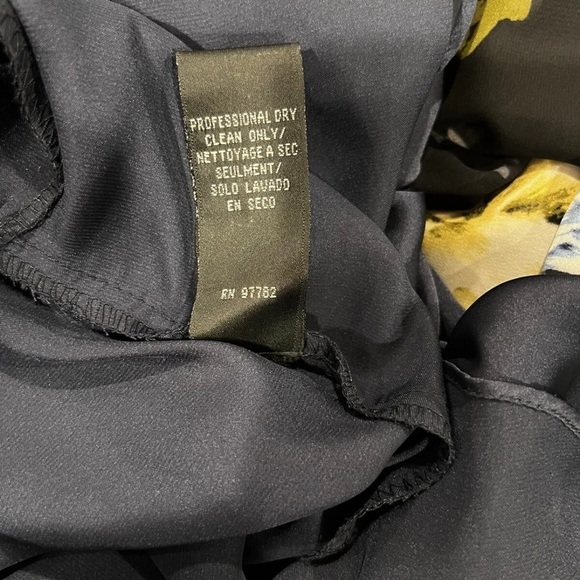 PROFESSIONAL DRY
CLEAN ONLY/
NETTOYAGE A SEC
SEULMENT/
SOLO LAVADO
EN SECO
RN 97782